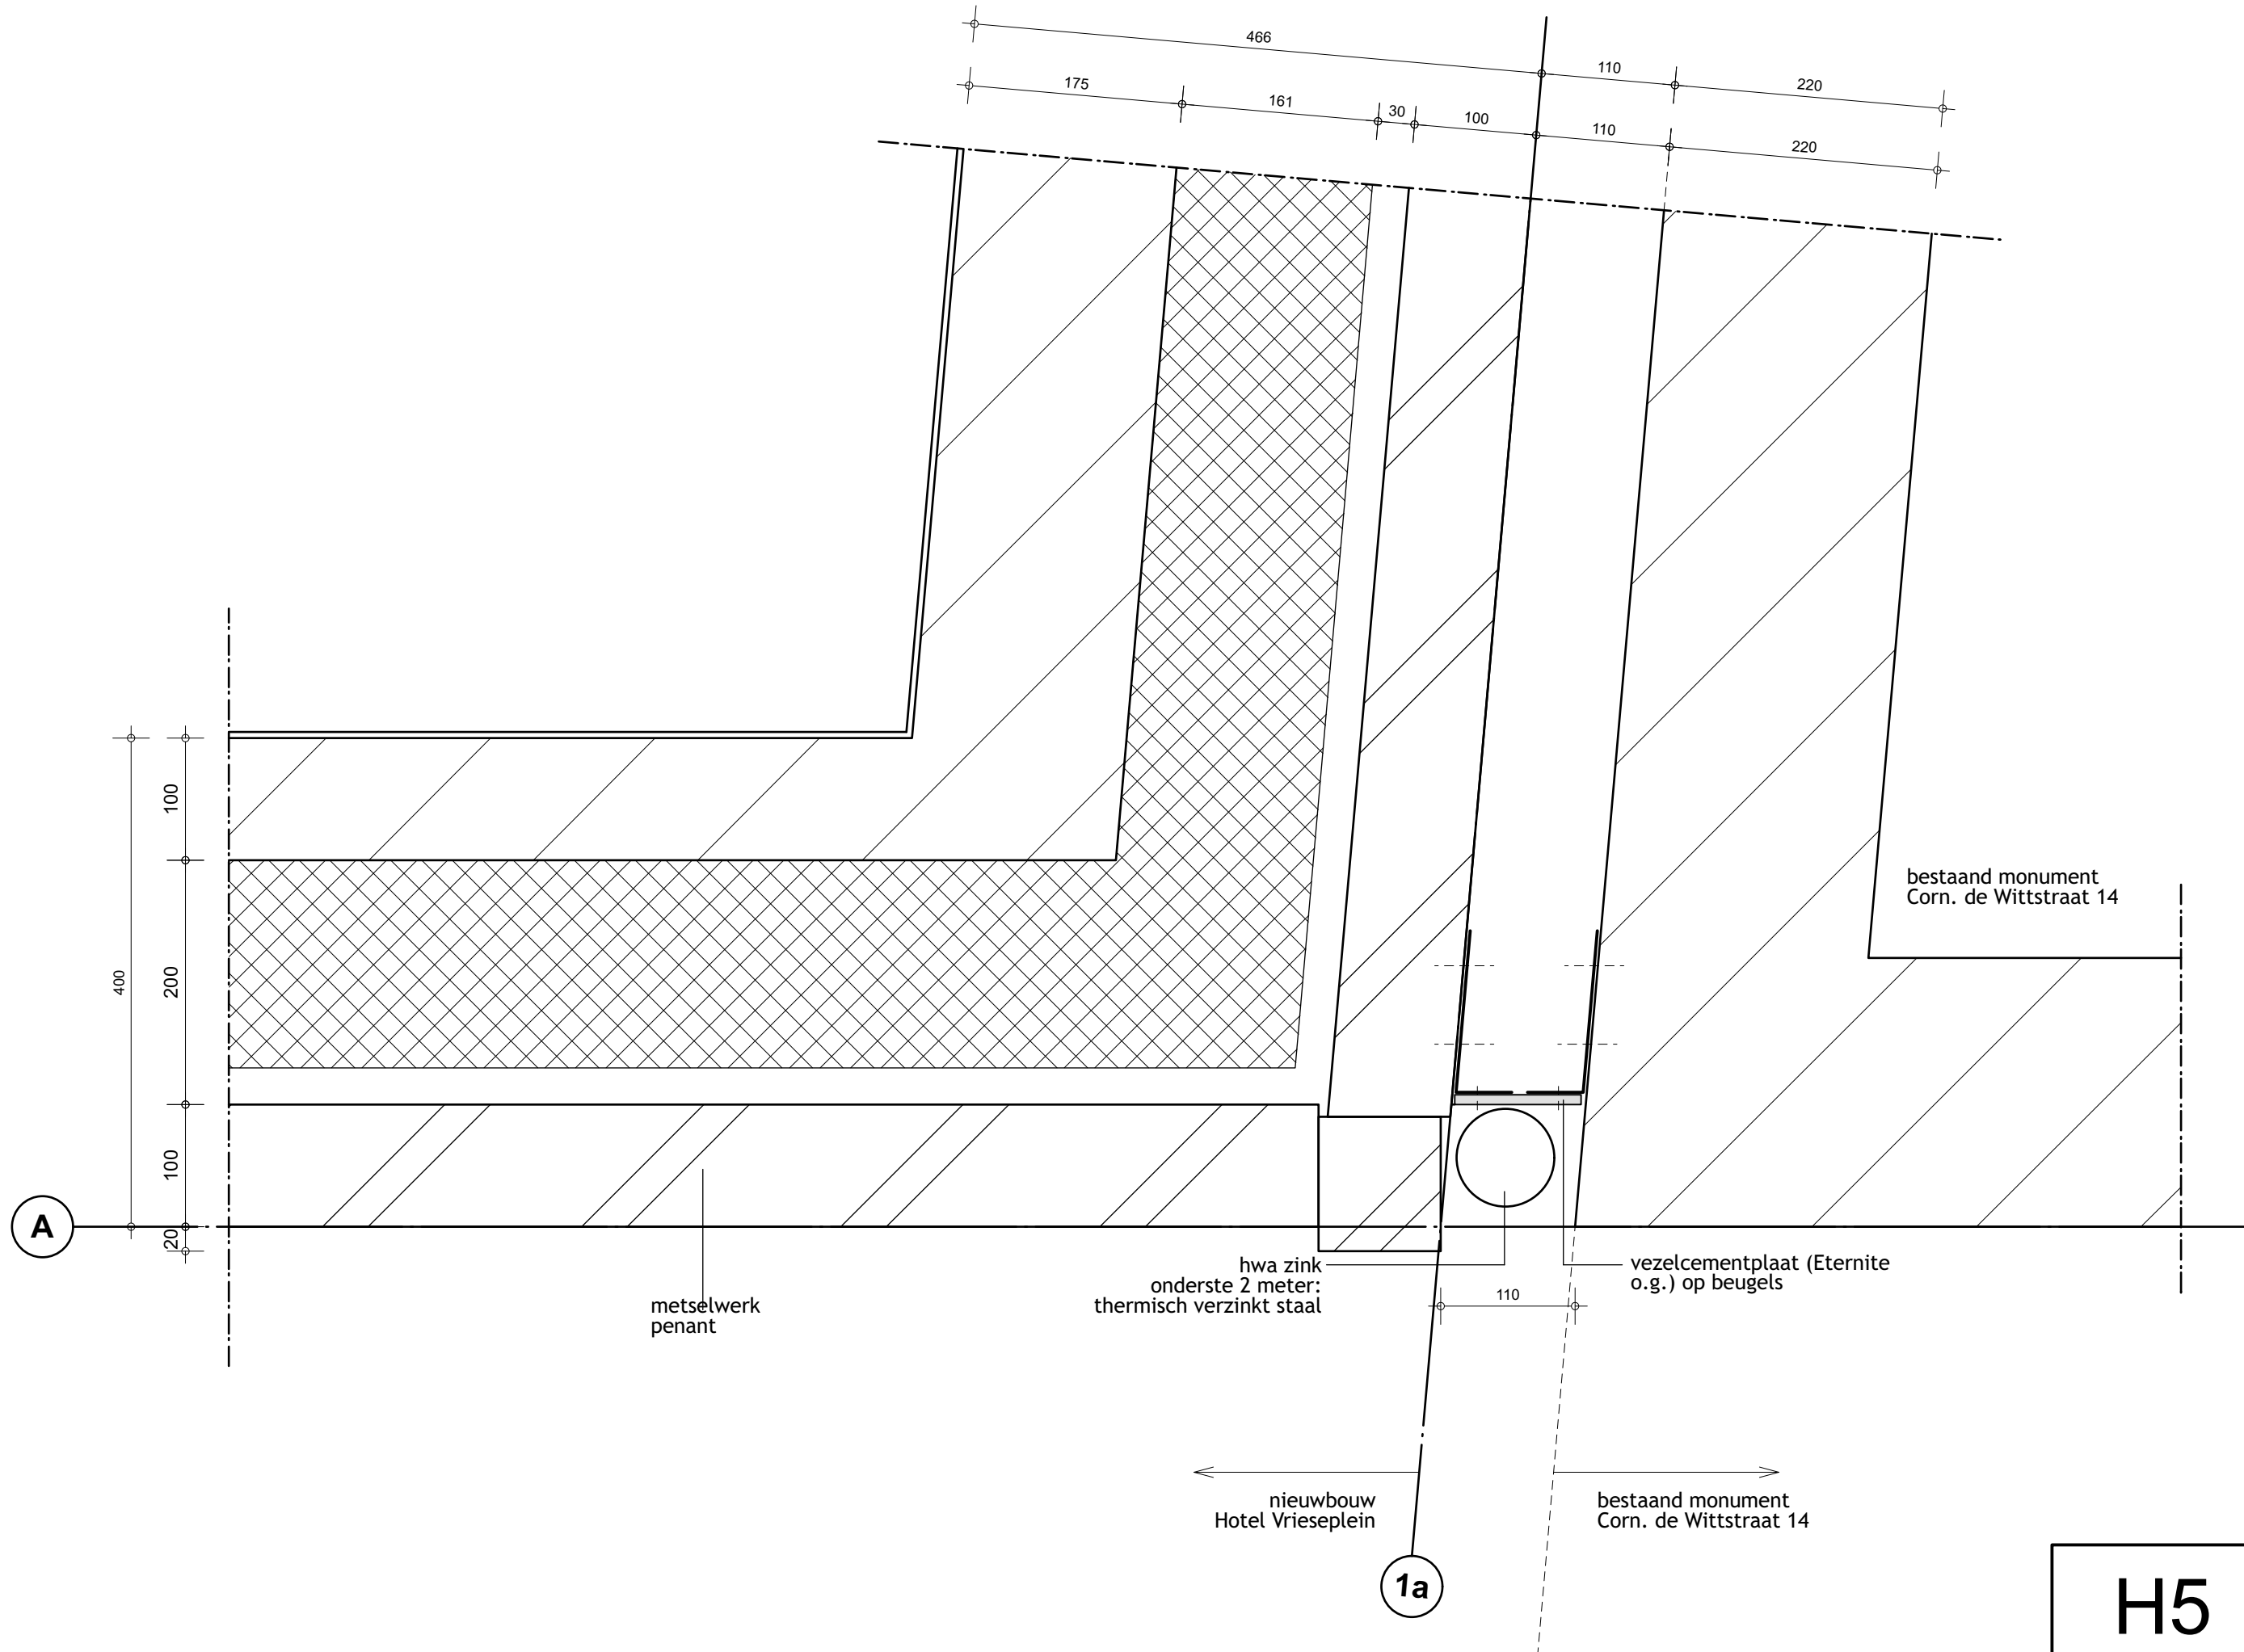 466
110
220
175
161
30
100
110
220
100
400
200
100
20
A
bestaand monument
Corn. de Wittstraat 14
hwa zink
onderste 2 meter:
thermisch verzinkt staal
vezelcementplaat (Eternite
o.g.) op beugels
110
metselwerk
penant
nieuwbouw
Hotel Vrieseplein
bestaand monument
Corn. de Wittstraat 14
1a
H5